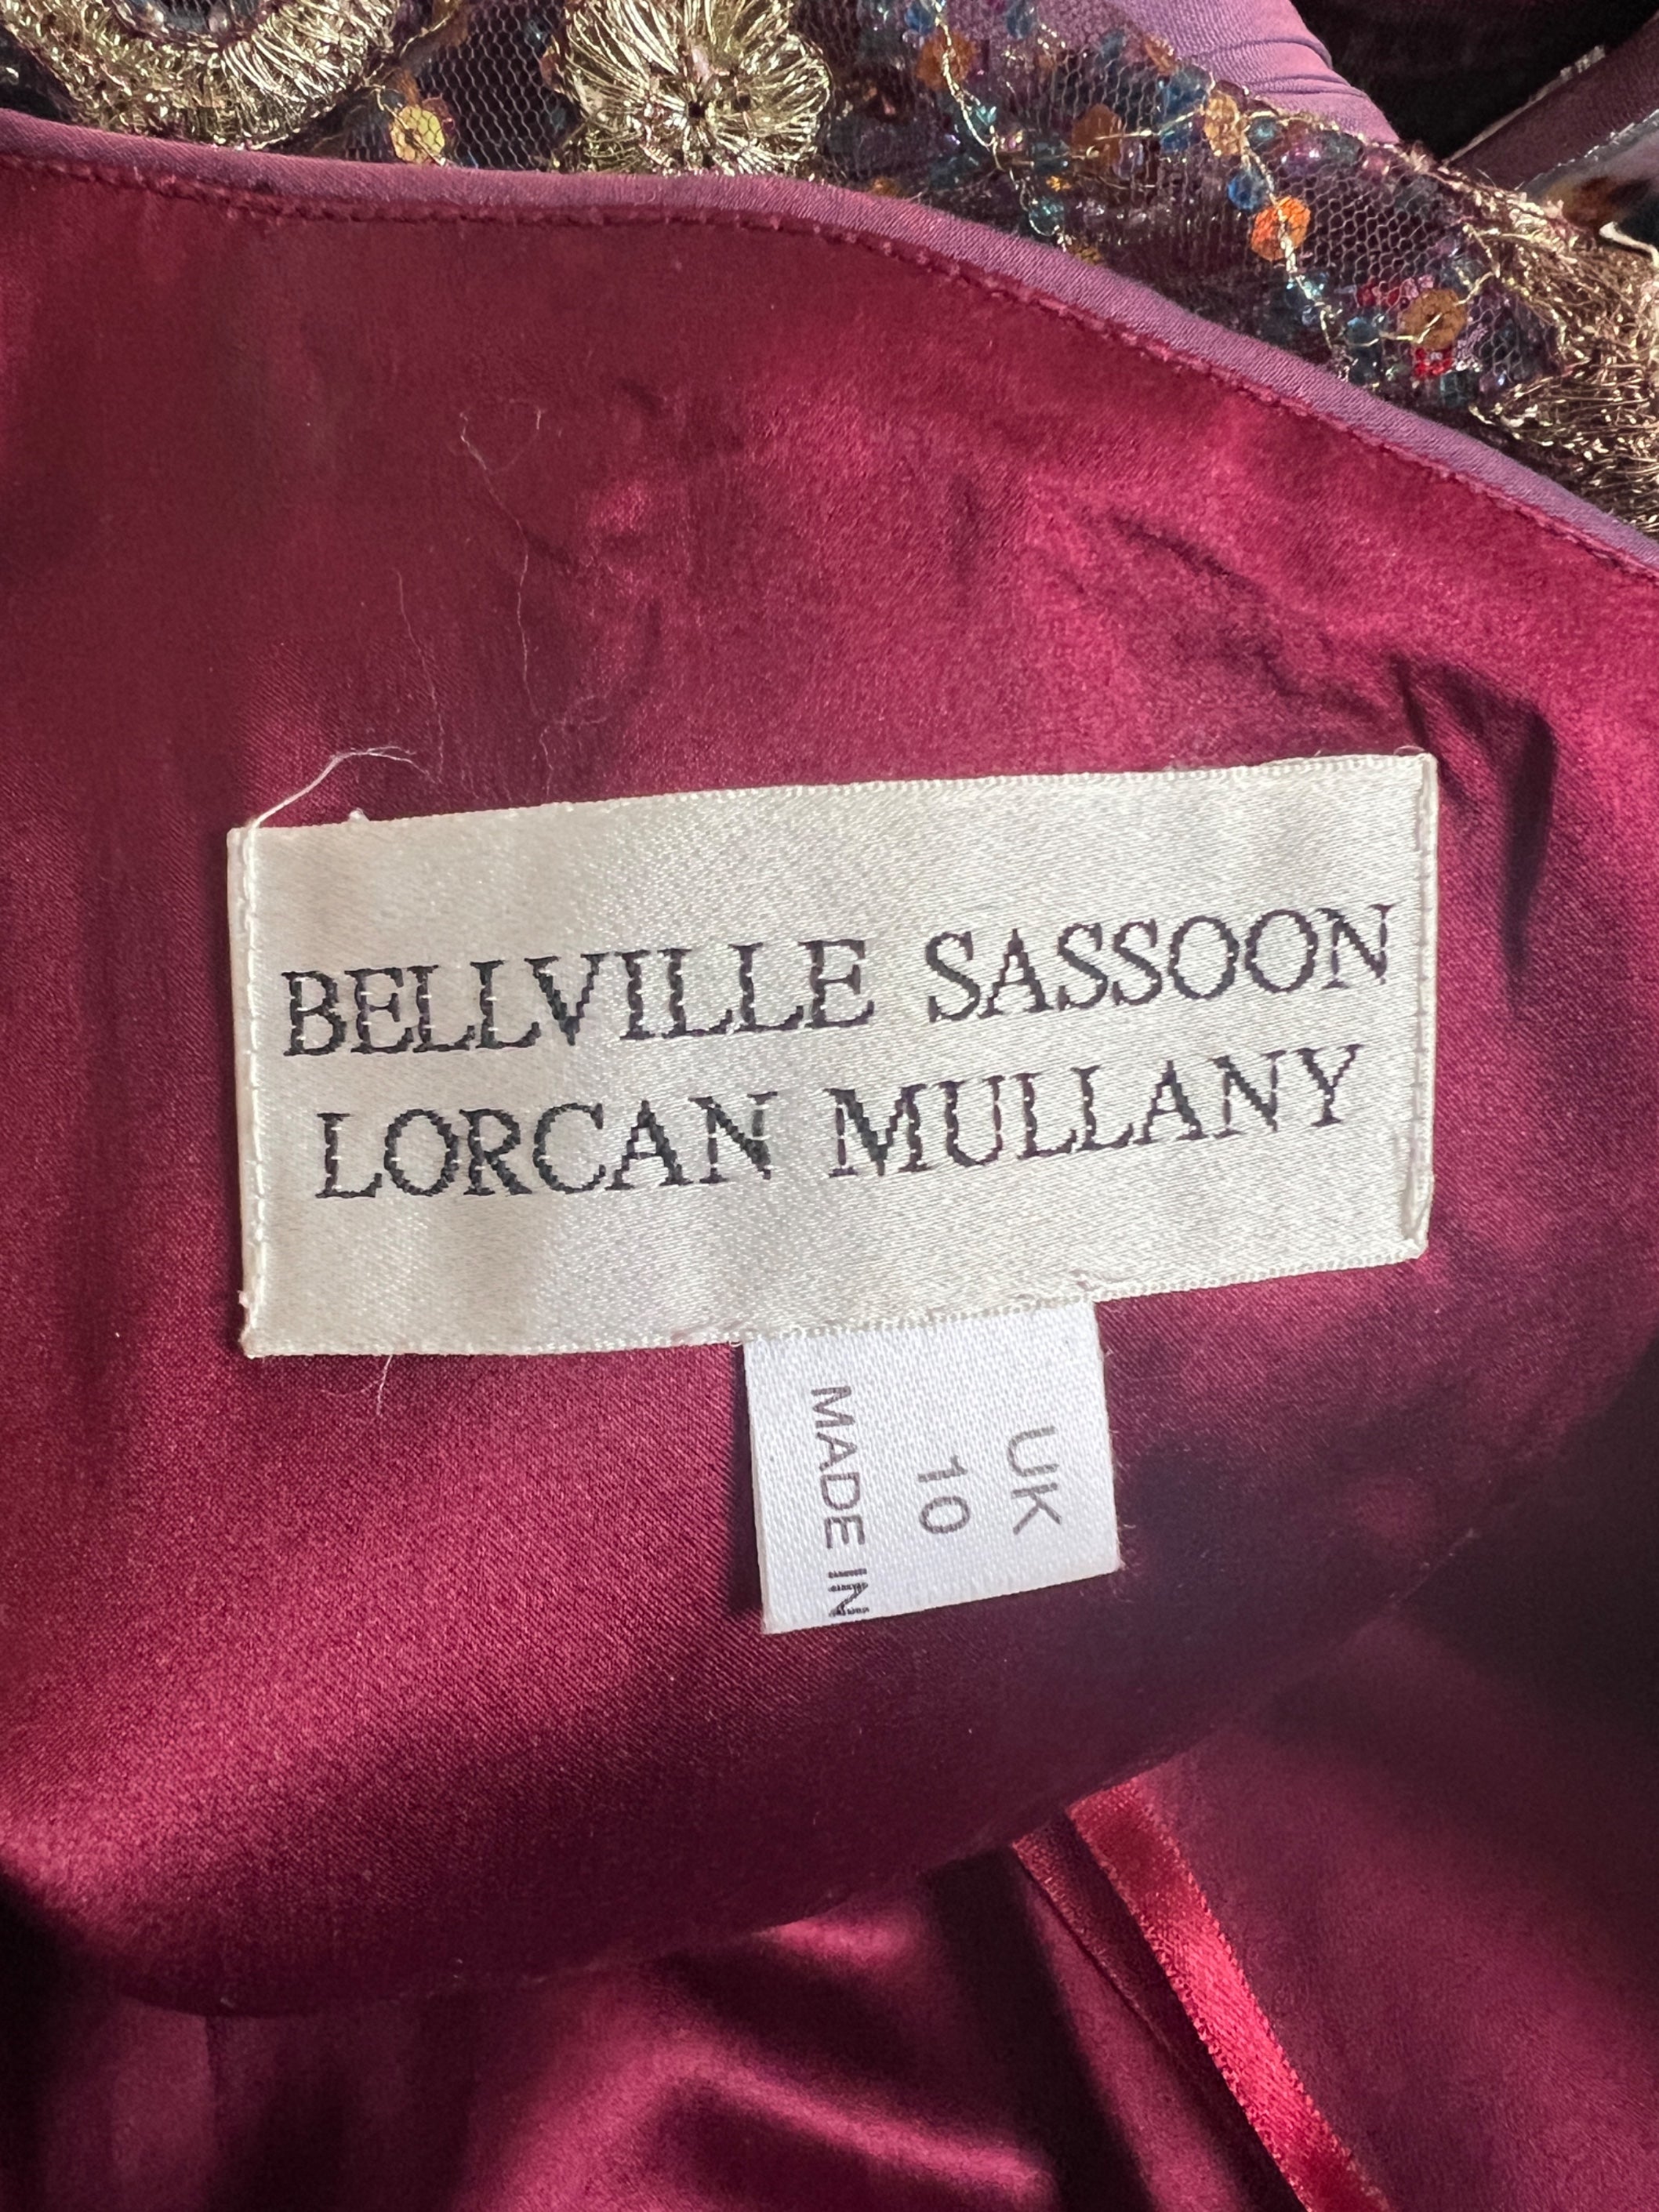 BELLVILLE SASSOON
LORCAN MULLANY
UK
10
MADE IN